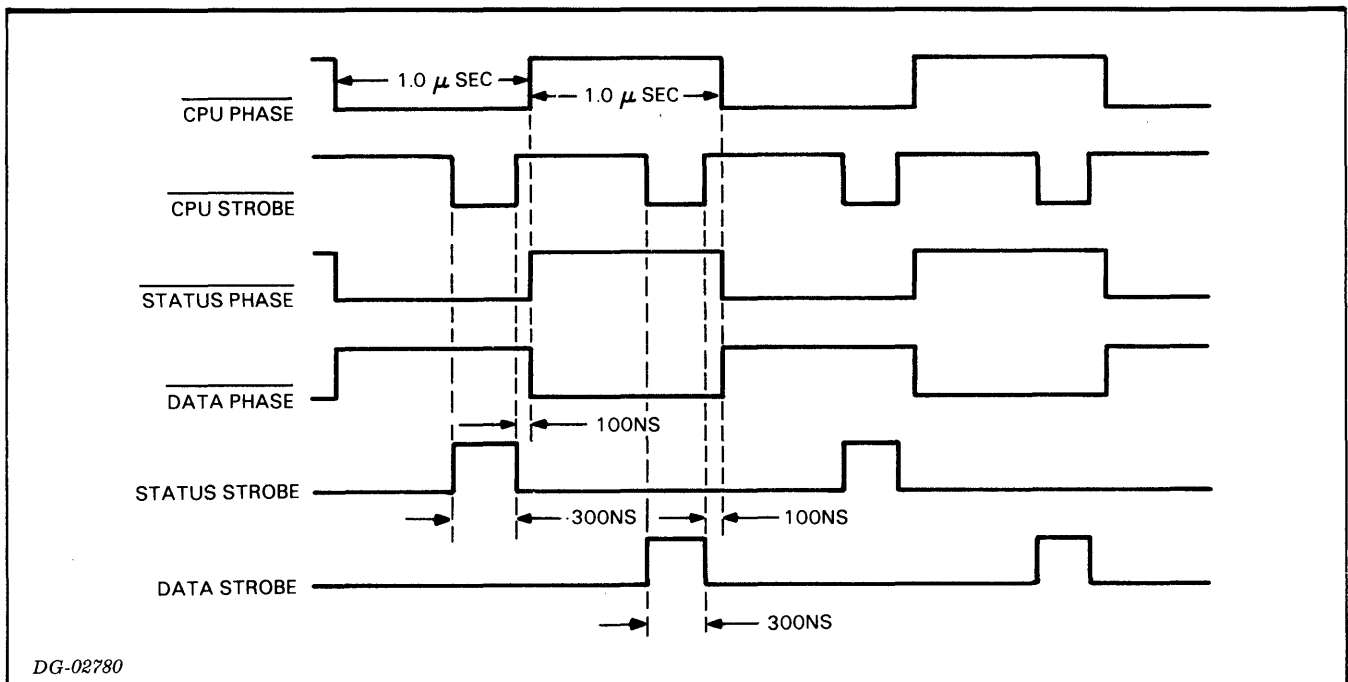 1.0 μ SEC
1.0 μ SEC
CPU PHASE
CPU STROBE
STATUS PHASE
DATA PHASE
100NS
STATUS STROBE
300NS
100NS
DATA STROBE
300NS
DG-02780